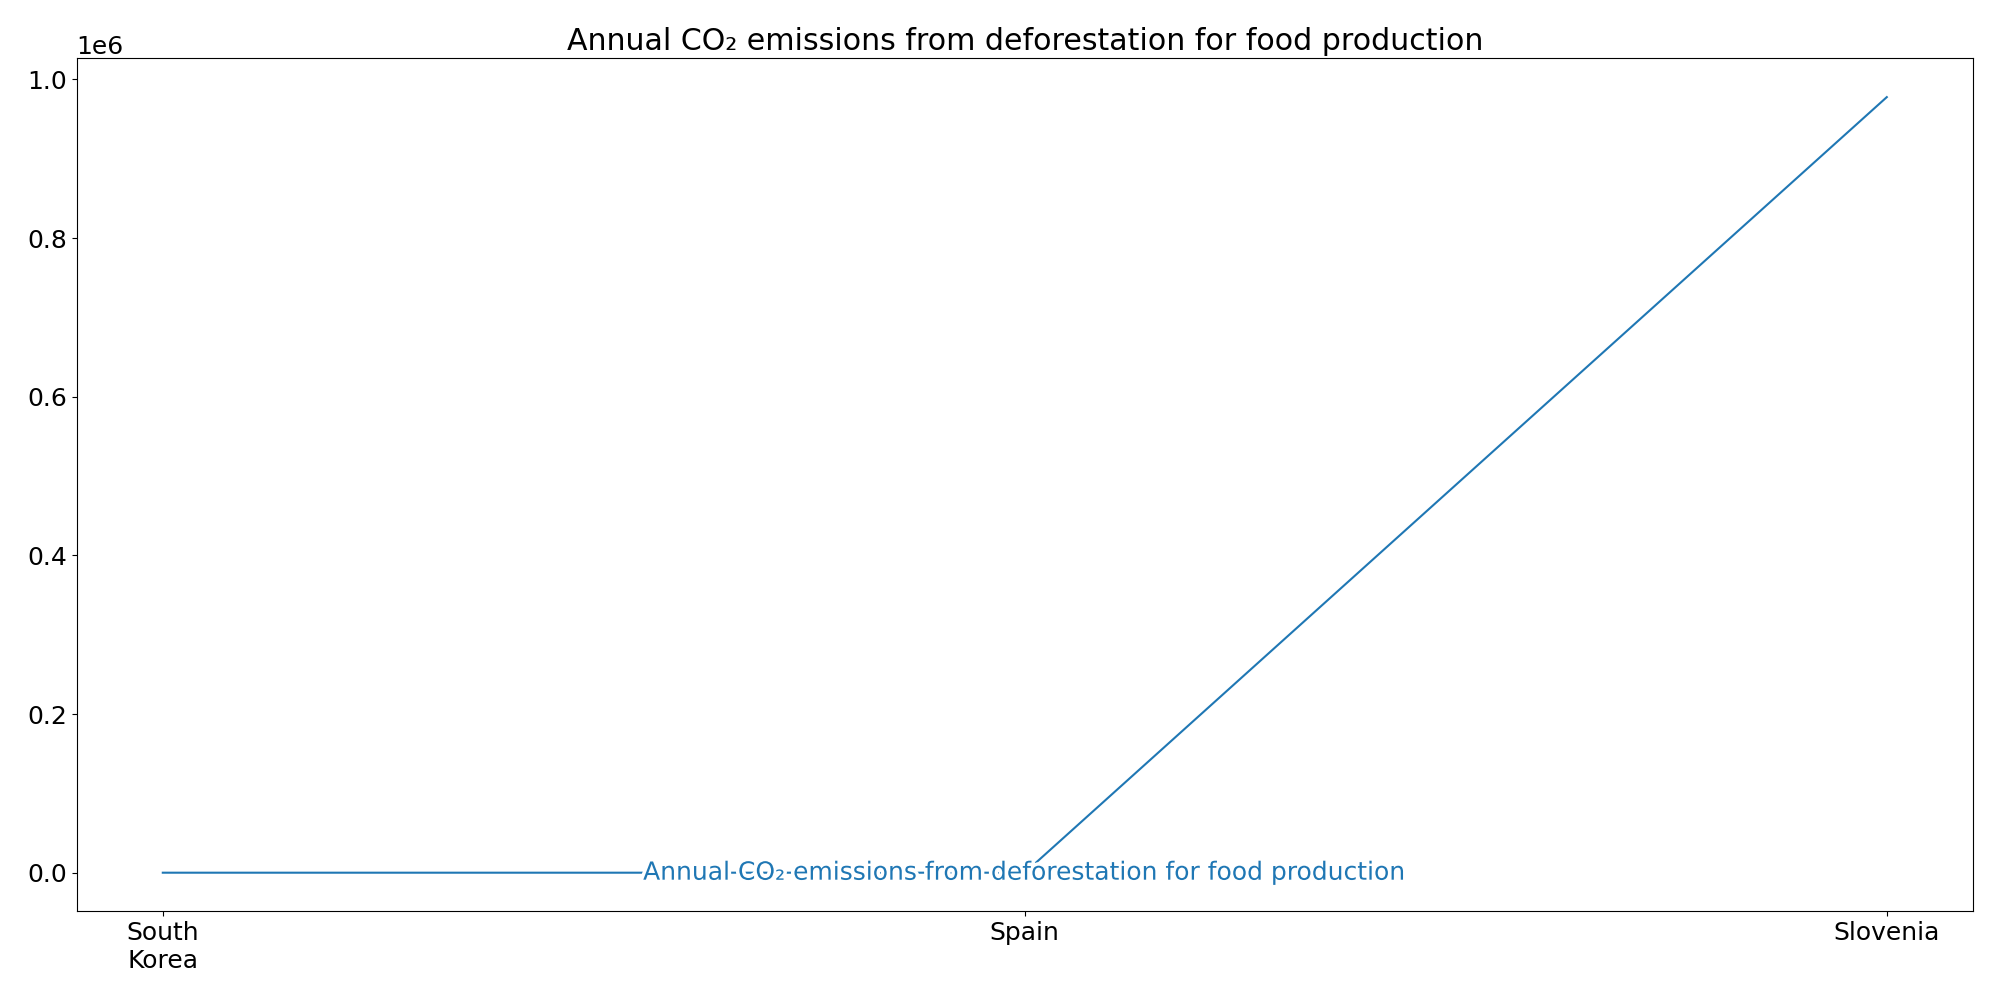 Annual CO₂ emissions from deforestation for food production
1e6
1.0
0.8
0.6
0.4
0.2
0.0
Annual CO₂ emissions from deforestation for food production
South
Korea
Spain
Slovenia